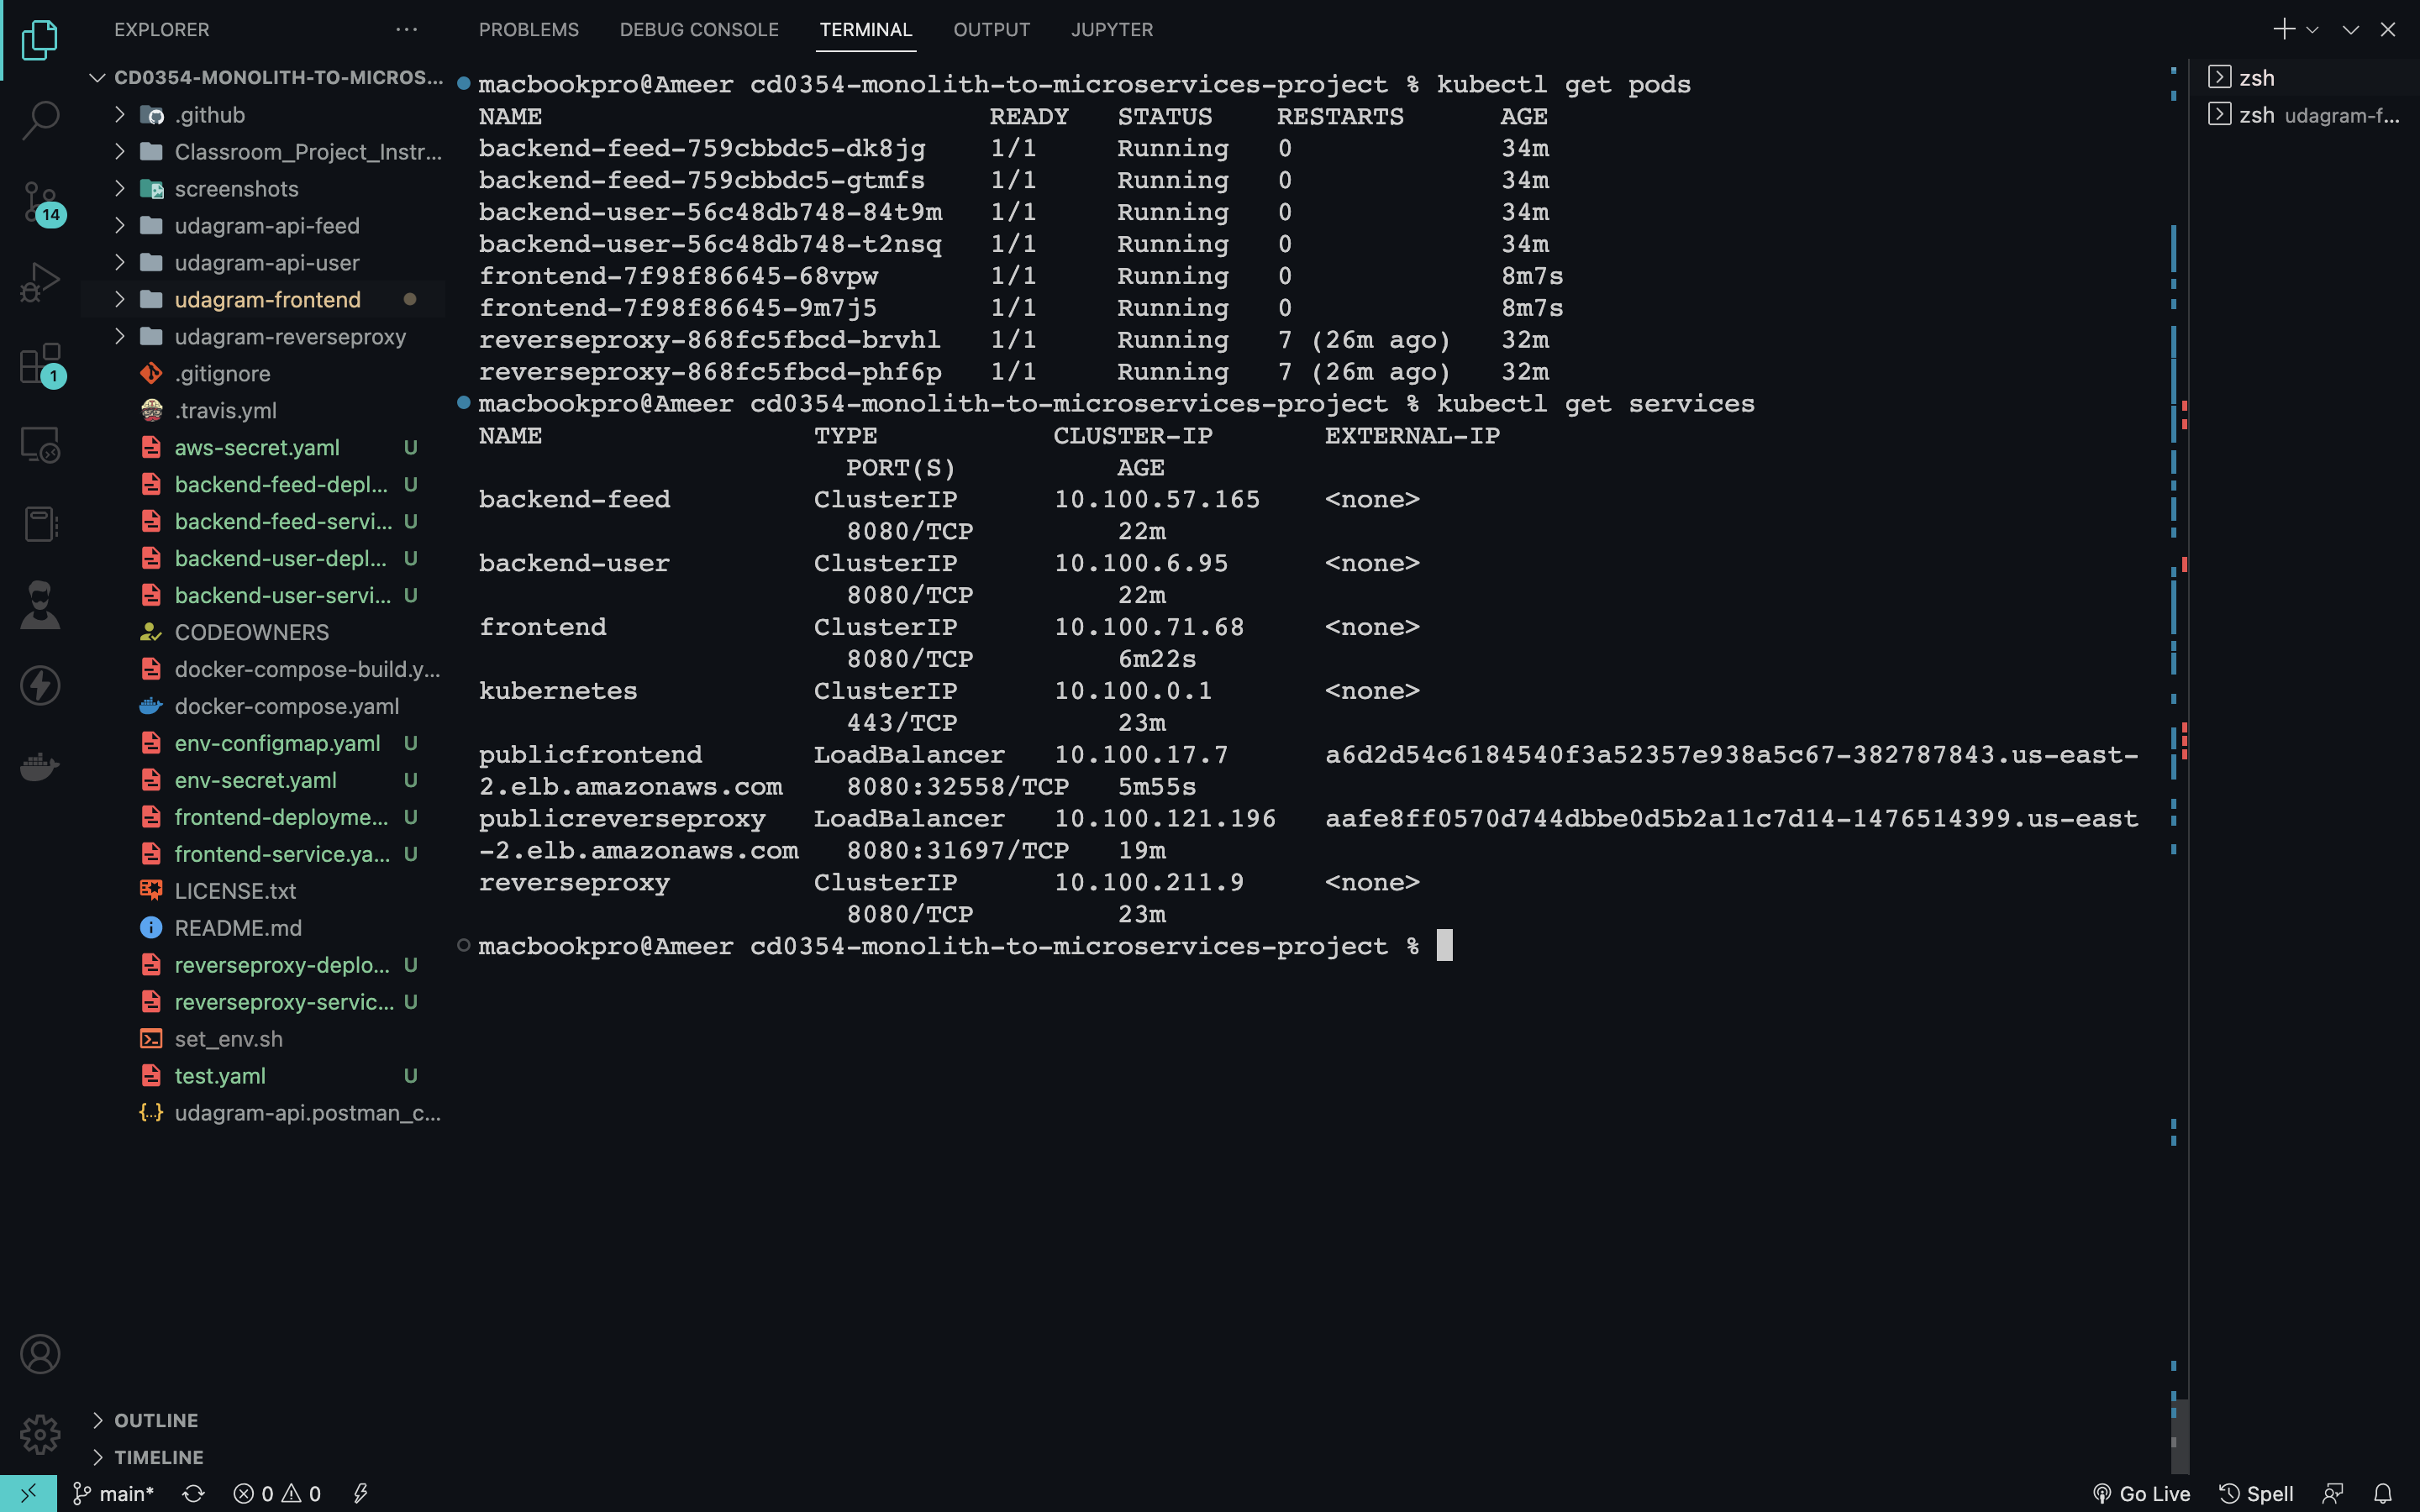 EXPLORER
CD0354-MONOLITH-TO-MICROS...
.github
Classroom_Project_Instr...
screenshots
udagram-api-feed
udagram-api-user
udagram-frontend
udagram-reverseproxy
.gitignore
.travis.yml
aws-secret.yaml U
backend-feed-depl... U
backend-feed-servi... U
backend-user-depl... U
backend-user-servi... U
CODEOWNERS
docker-compose-build.y...
docker-compose.yaml
env-configmap.yaml U
env-secret.yaml U
frontend-deployme... U
frontend-service.ya... U
LICENSE.txt
README.md
reverseproxy-deplo... U
reverseproxy-servic... U
set_env.sh
test.yaml U
udagram-api.postman_c...
OUTLINE
TIMELINE
14
1
PROBLEMS DEBUG CONSOLE TERMINAL OUTPUT JUPYTER
macbookpro@Ameer cd0354-monolith-to-microservices-project % kubectl get pods
NAME READY STATUS RESTARTS AGE
backend-feed-759cbbdc5-dk8jg 1/1 Running 0 34m
backend-feed-759cbbdc5-gtmfs 1/1 Running 0 34m
backend-user-56c48db748-84t9m 1/1 Running 0 34m
backend-user-56c48db748-t2nsq 1/1 Running 0 34m
frontend-7f98f86645-68vpw 1/1 Running 0 8m7s
frontend-7f98f86645-9m7j5 1/1 Running 0 8m7s
reverseproxy-868fc5fbcd-brvhl 1/1 Running 7 (26m ago) 32m
reverseproxy-868fc5fbcd-phf6p 1/1 Running 7 (26m ago) 32m
macbookpro@Ameer cd0354-monolith-to-microservices-project % kubectl get services
NAME TYPE CLUSTER-IP EXTERNAL-IP
PORT(S) AGE
backend-feed ClusterIP 10.100.57.165 <none>
8080/TCP 22m
backend-user ClusterIP 10.100.6.95 <none>
8080/TCP 22m
frontend ClusterIP 10.100.71.68 <none>
8080/TCP 6m22s
kubernetes ClusterIP 10.100.0.1 <none>
443/TCP 23m
publicfrontend LoadBalancer 10.100.17.7 a6d2d54c6184540f3a52357e938a5c67-382787843.us-east-
2.elb.amazonaws.com 8080:32558/TCP 5m55s
publicreverseproxy LoadBalancer 10.100.121.196 aafe8ff0570d744dbbe0d5b2a11c7d14-1476514399.us-east
-2.elb.amazonaws.com 8080:31697/TCP 19m
reverseproxy ClusterIP 10.100.211.9 <none>
8080/TCP 23m
macbookpro@Ameer cd0354-monolith-to-microservices-project %
zsh
zsh udagram-f...
main* 0 0
Go Live Spell